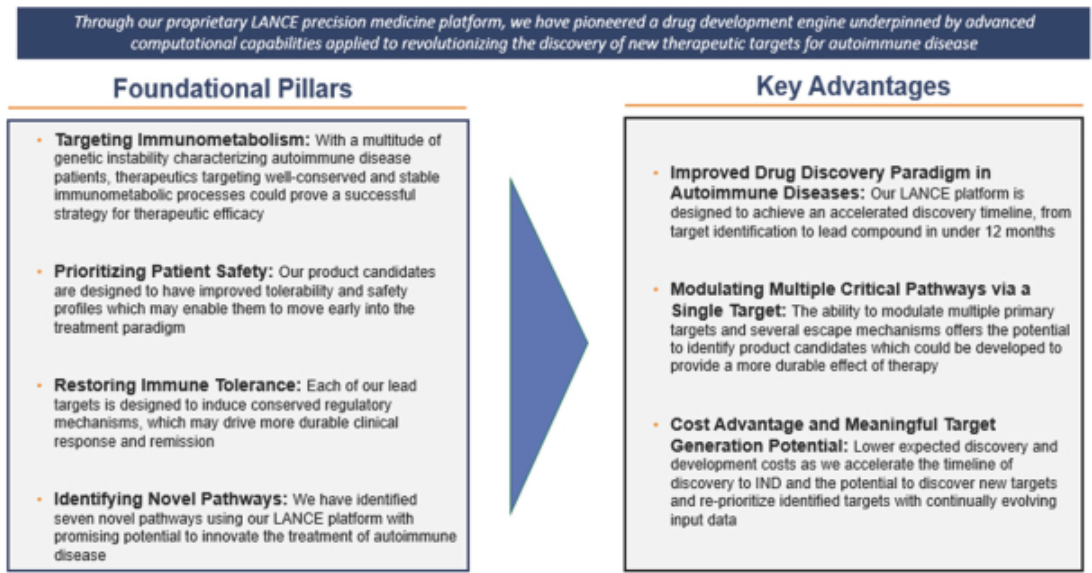 Through our proprietary LANCE precision medicine platform, we have pioneered a drug development engine underpinned by advanced
computational capabilities applied to revolutionizing the discovery of new therapeutic targets for autoimmune disease
Foundational Pillars
• Targeting Immunometabolism: With a multitude of
genetic instability characterizing autoimmune disease
patients, therapeutics targeting well-conserved and stable
immunometabolic processes could prove a successful
strategy for therapeutic efficacy
• Prioritizing Patient Safety: Our product candidates
are designed to have improved tolerability and safety
profiles which may enable them to move early into the
treatment paradigm
• Restoring Immune Tolerance: Each of our lead
targets is designed to induce conserved regulatory
mechanisms, which may drive more durable clinical
response and remission
• Identifying Novel Pathways: We have identified
seven novel pathways using our LANCE platform with
promising potential to innovate the treatment of autoimmune
disease
Key Advantages
• Improved Drug Discovery Paradigm in
Autoimmune Diseases: Our LANCE platform is
designed to achieve an accelerated discovery timeline, from
target identification to lead compound in under 12 months
• Modulating Multiple Critical Pathways via a
Single Target: The ability to modulate multiple primary
targets and several escape mechanisms offers the potential
to identify product candidates which could be developed to
provide a more durable effect of therapy
• Cost Advantage and Meaningful Target
Generation Potential: Lower expected discovery and
development costs as we accelerate the timeline of
discovery to IND and the potential to discover new targets
and re-prioritize identified targets with continually evolving
input data